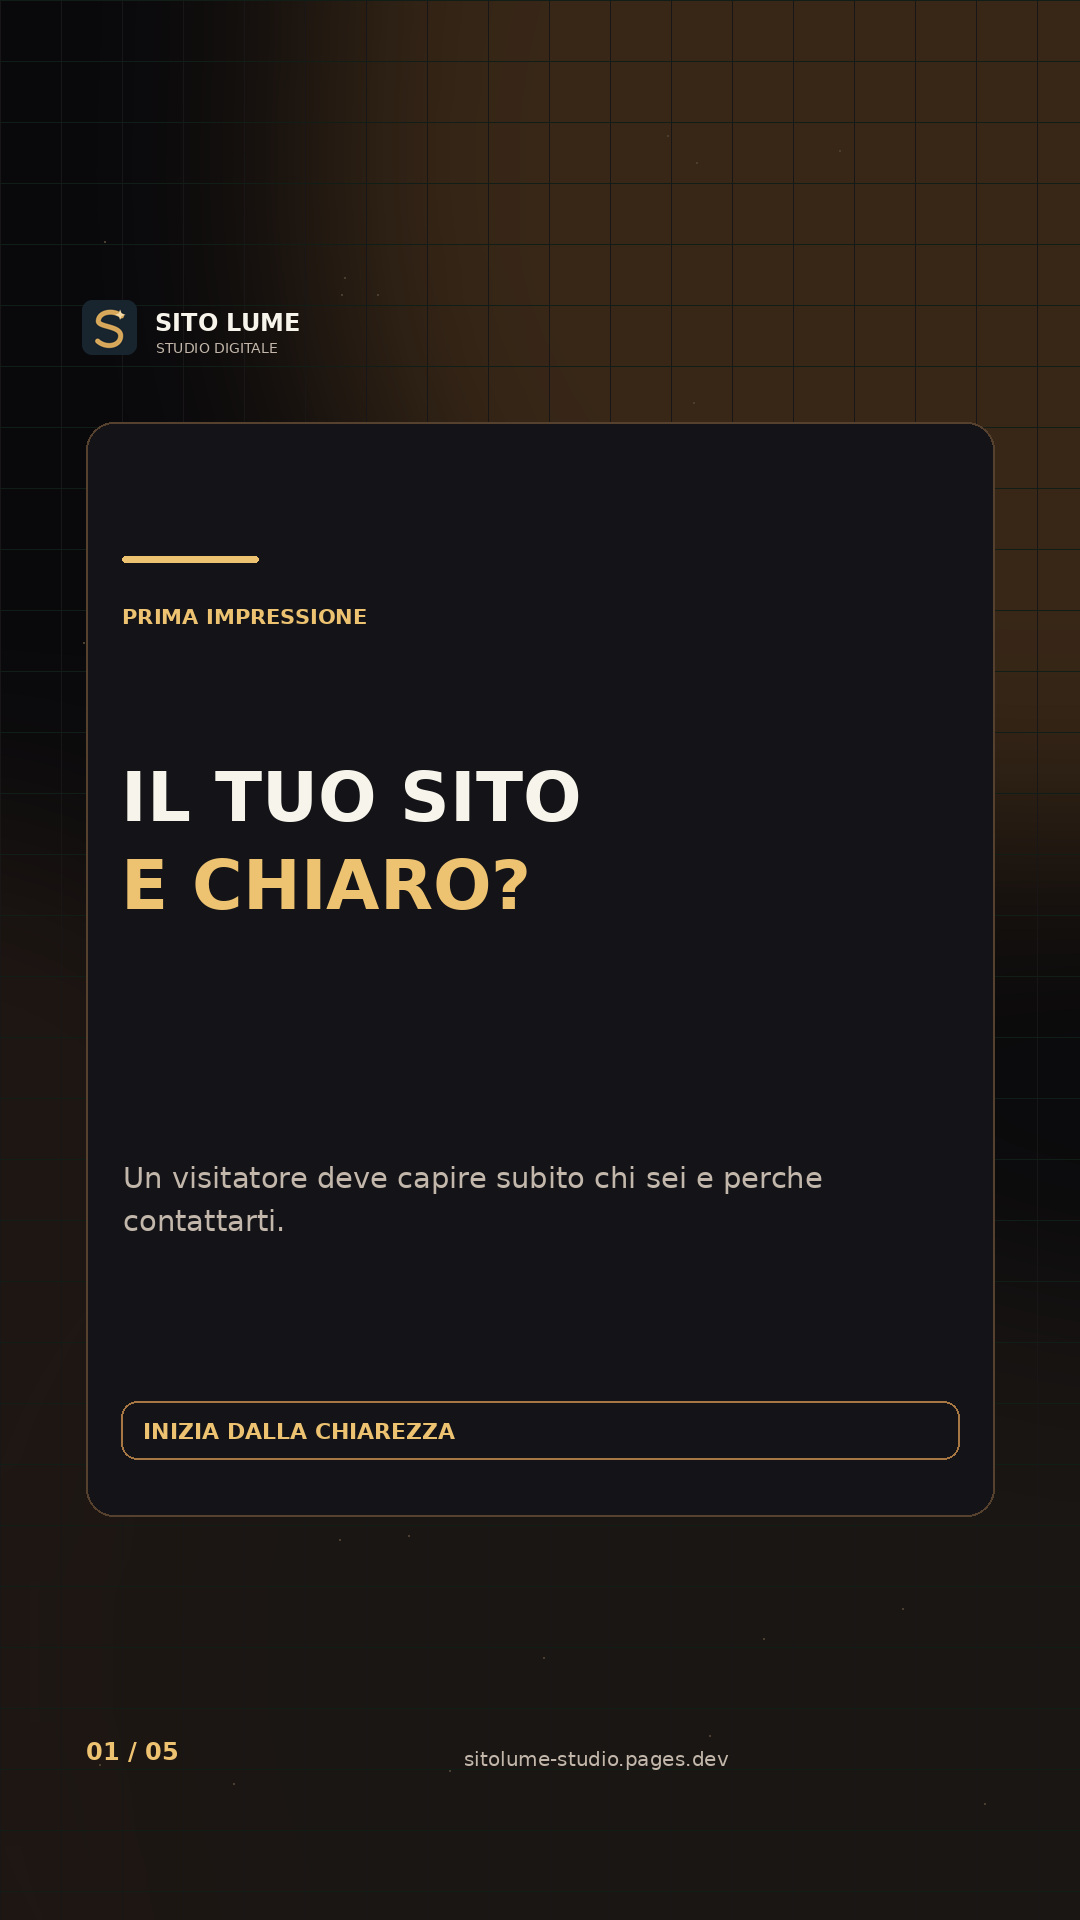 SITO LUME
STUDIO DIGITALE
PRIMA IMPRESSIONE
IL TUO SITO
E CHIARO?
Un visitatore deve capire subito chi sei e perche
contattarti.
INIZIA DALLA CHIAREZZA
01 / 05
sitolume-studio.pages.dev